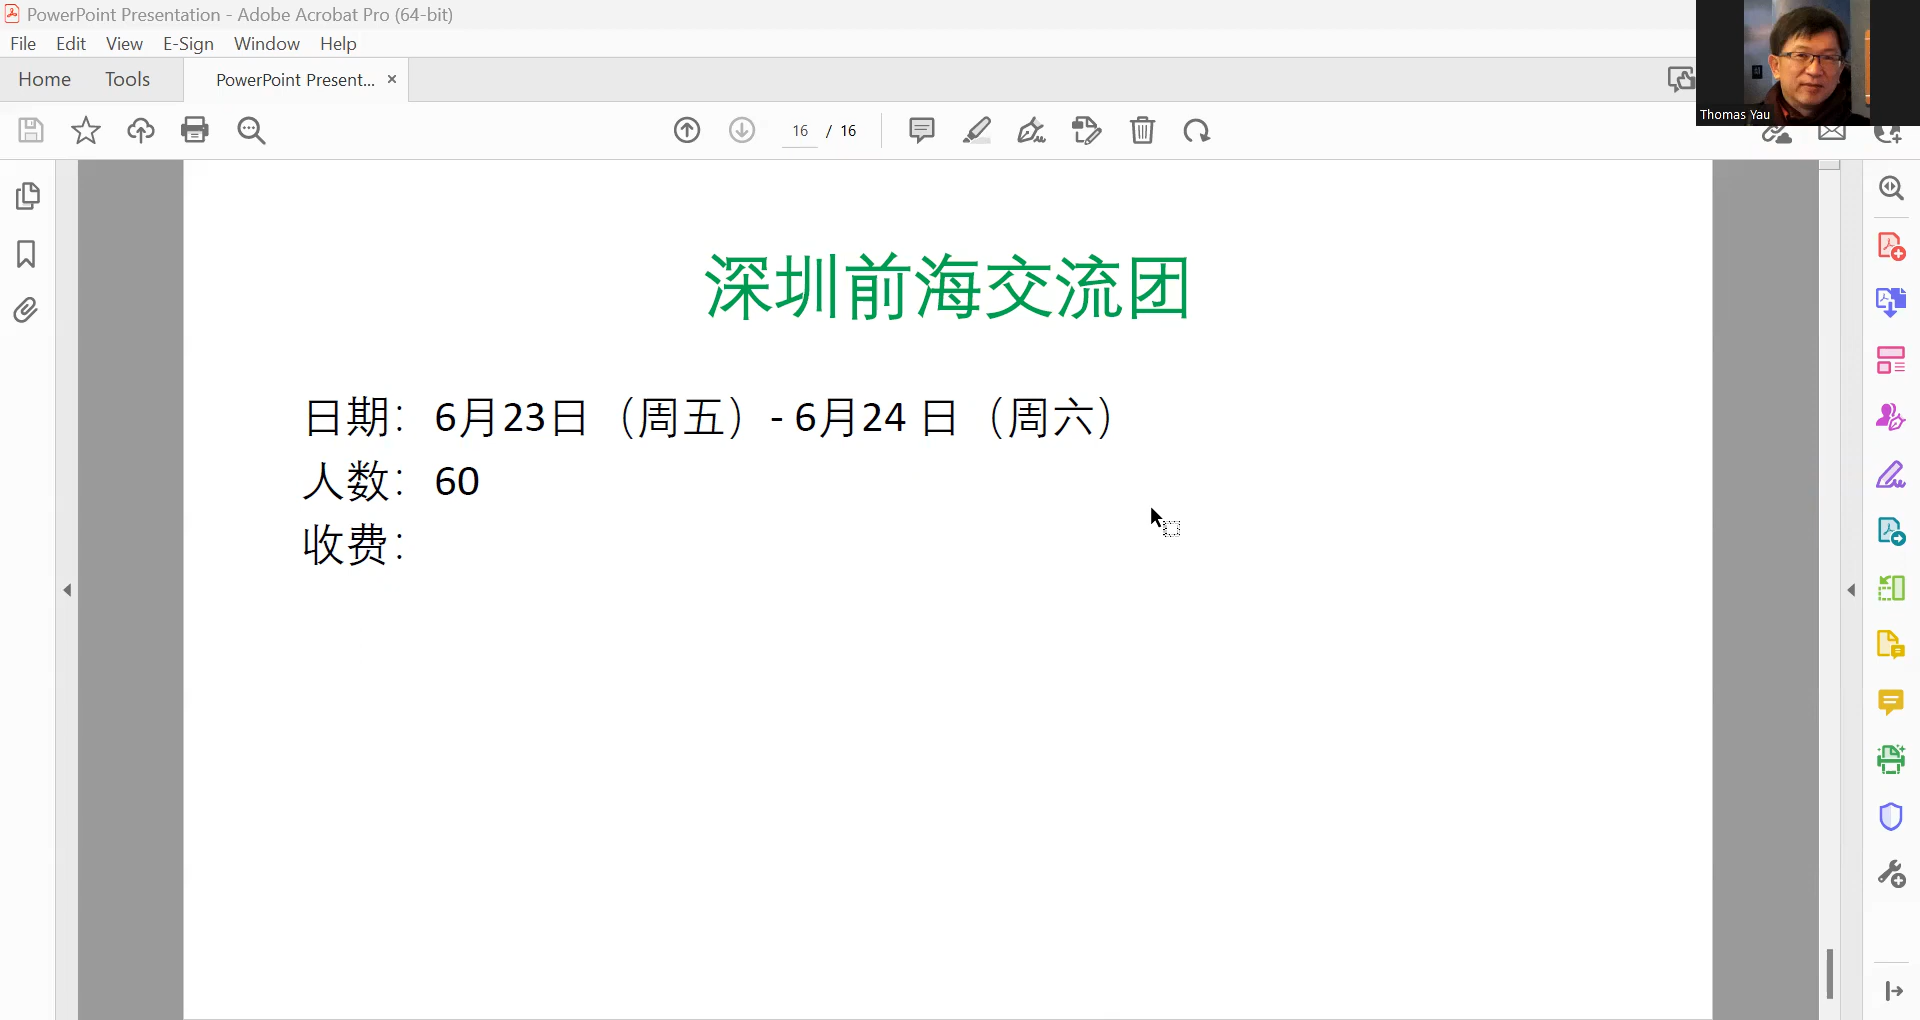 PowerPoint Presentation - Adobe Acrobat Pro (64-bit)
File Edit View E-Sign Window Help
Home Tools PowerPoint Present... ×
16 / 16
Thomas Yau
深圳前海交流团
日期：6月23日（周五）- 6月24 日（周六）
人数：60
收费：